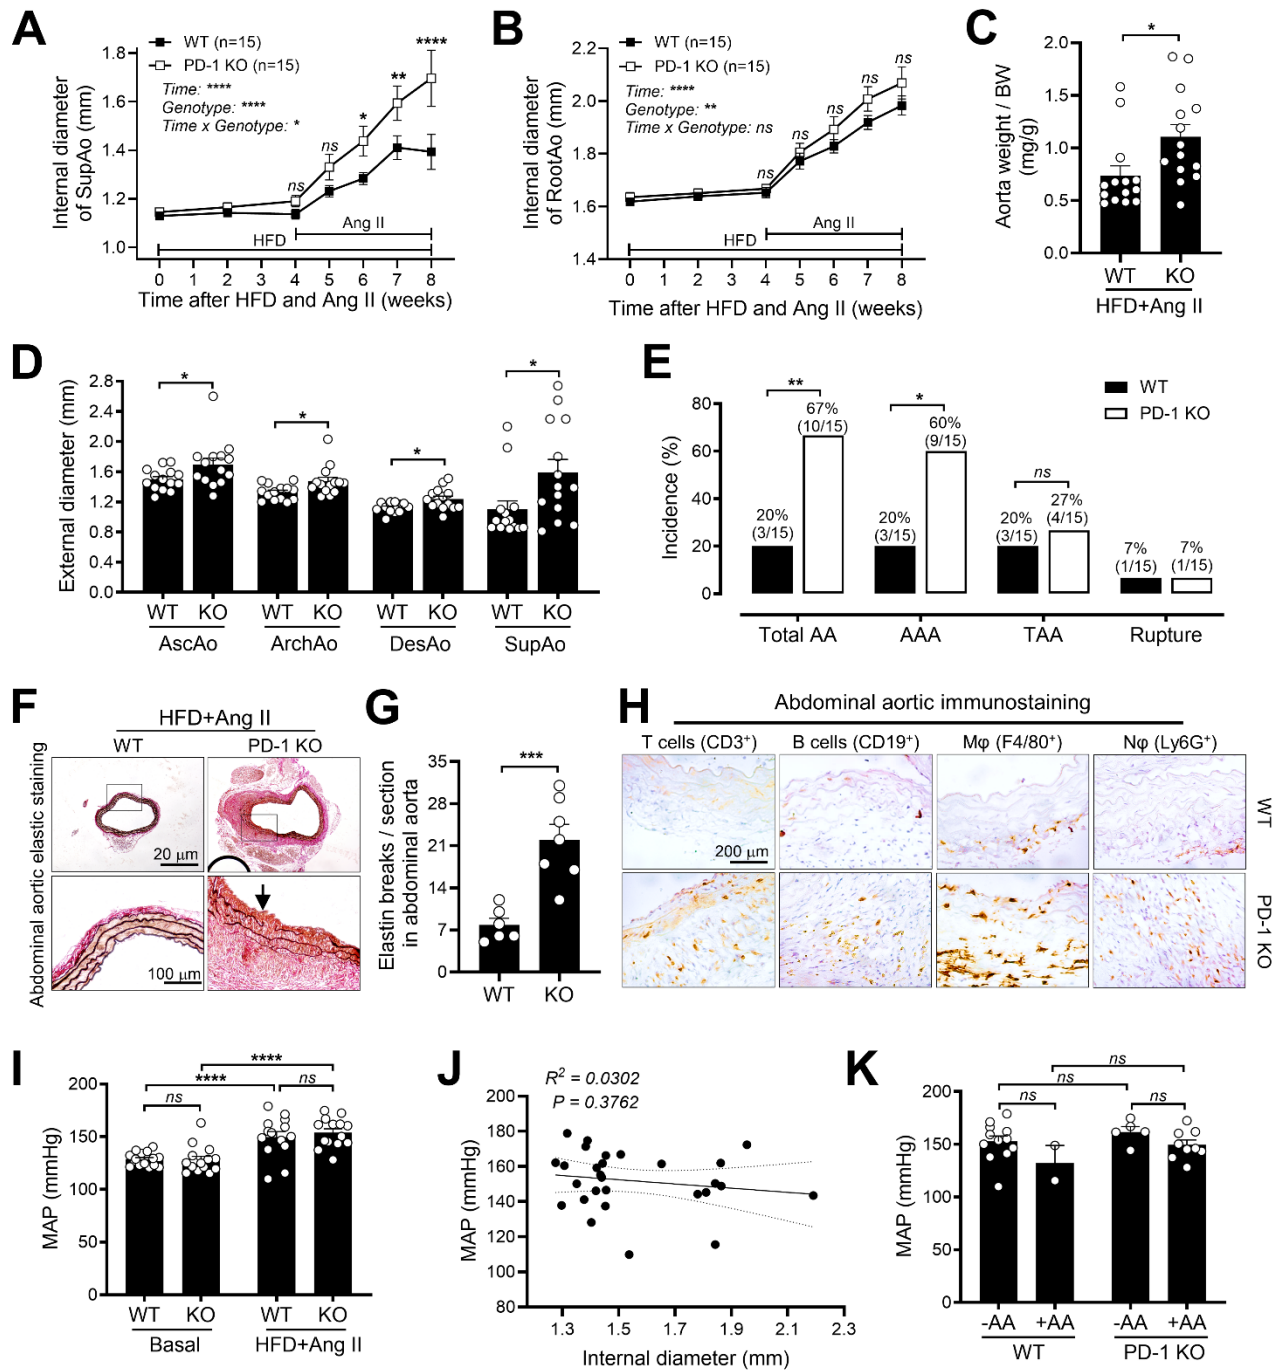 A
Internal diameter
of SupAo (mm)
1.8
1.6
1.4
1.2
1.0
WT (n=15)
PD-1 KO (n=15)
Time: ****
Genotype: ****
Time x Genotype: *
ns
ns
*
**
****
Ang II
HFD
0 1 2 3 4 5 6 7 8
Time after HFD and Ang II (weeks)
B
Internal diameter
of RootAo (mm)
2.2
2.0
1.8
1.6
1.4
WT (n=15)
PD-1 KO (n=15)
Time: ****
Genotype: **
Time x Genotype: ns
ns
ns
ns
ns
ns
Ang II
HFD
0 1 2 3 4 5 6 7 8
Time after HFD and Ang II (weeks)
C
Aorta weight / BW
(mg/g)
2.0
1.5
1.0
0.5
0.0
*
WT KO
HFD+Ang II
D
External diameter (mm)
2.8
2.4
2.0
1.6
1.2
0.8
0.4
0.0
*
*
*
*
WT KO WT KO WT KO WT KO
AscAo ArchAo DesAo SupAo
E
Incidence (%)
80
60
40
20
0
WT
PD-1 KO
**
*
ns
20%
(3/15)
67%
(10/15)
20%
(3/15)
60%
(9/15)
20%
(3/15)
27%
(4/15)
7%
(1/15)
7%
(1/15)
Total AA AAA TAA Rupture
F
HFD+Ang II
WT PD-1 KO
Abdominal aortic elastic staining
20 μm
100 μm
G
Elastin breaks / section
in abdominal aorta
35
28
21
14
7
0
***
WT KO
H
Abdominal aortic immunostaining
T cells (CD3⁺) B cells (CD19⁺) Mφ (F4/80⁺) Nφ (Ly6G⁺)
200 μm
WT
PD-1 KO
I
MAP (mmHg)
200
150
100
50
0
****
****
ns
ns
WT KO WT KO
Basal HFD+Ang II
J
R² = 0.0302
P = 0.3762
MAP (mmHg)
200
180
160
140
120
100
80
1.3 1.5 1.7 1.9 2.1 2.3
Internal diameter (mm)
K
MAP (mmHg)
200
150
100
50
0
ns
ns
ns
ns
-AA +AA -AA +AA
WT PD-1 KO